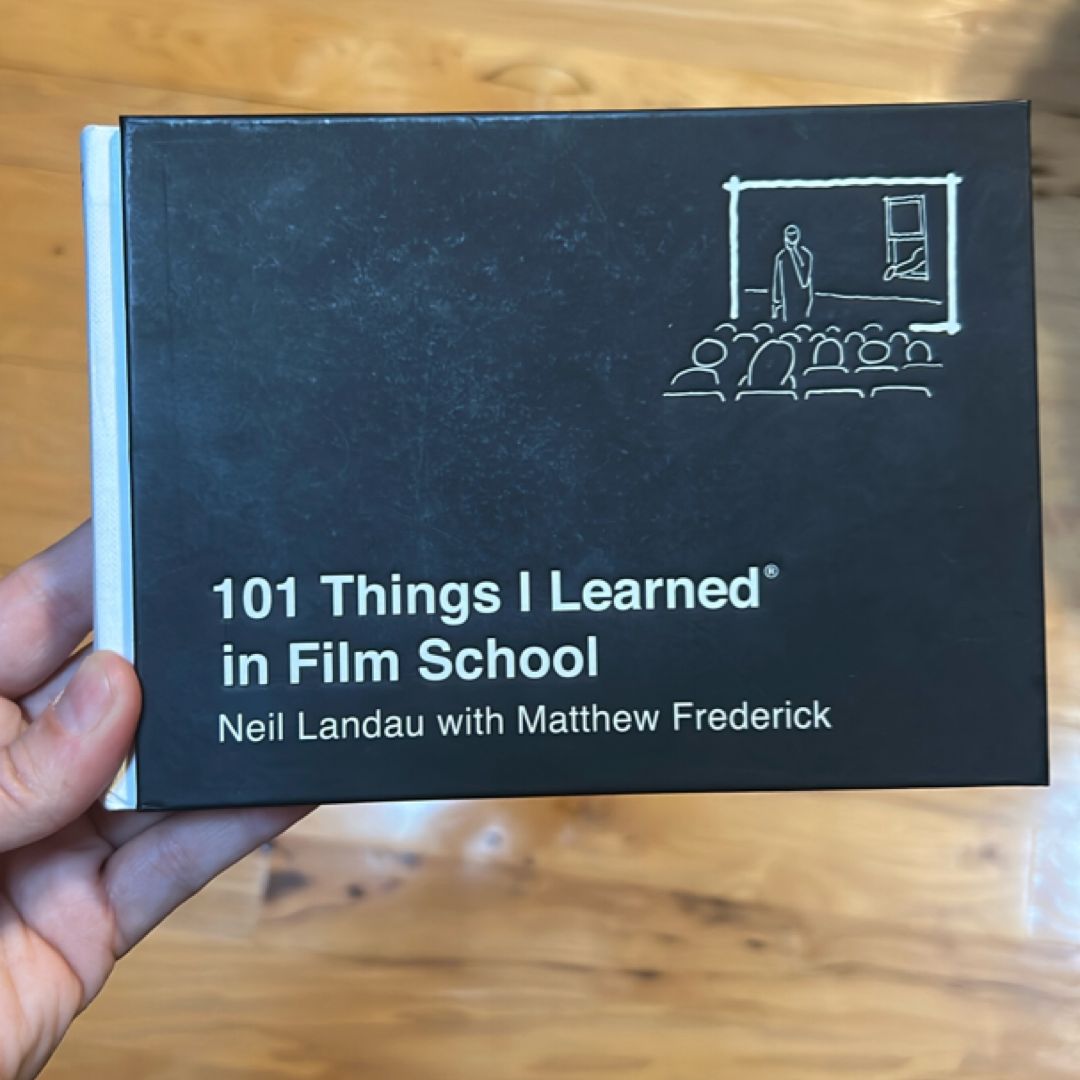 101 Things I Learned®
in Film School
Neil Landau with Matthew Frederick